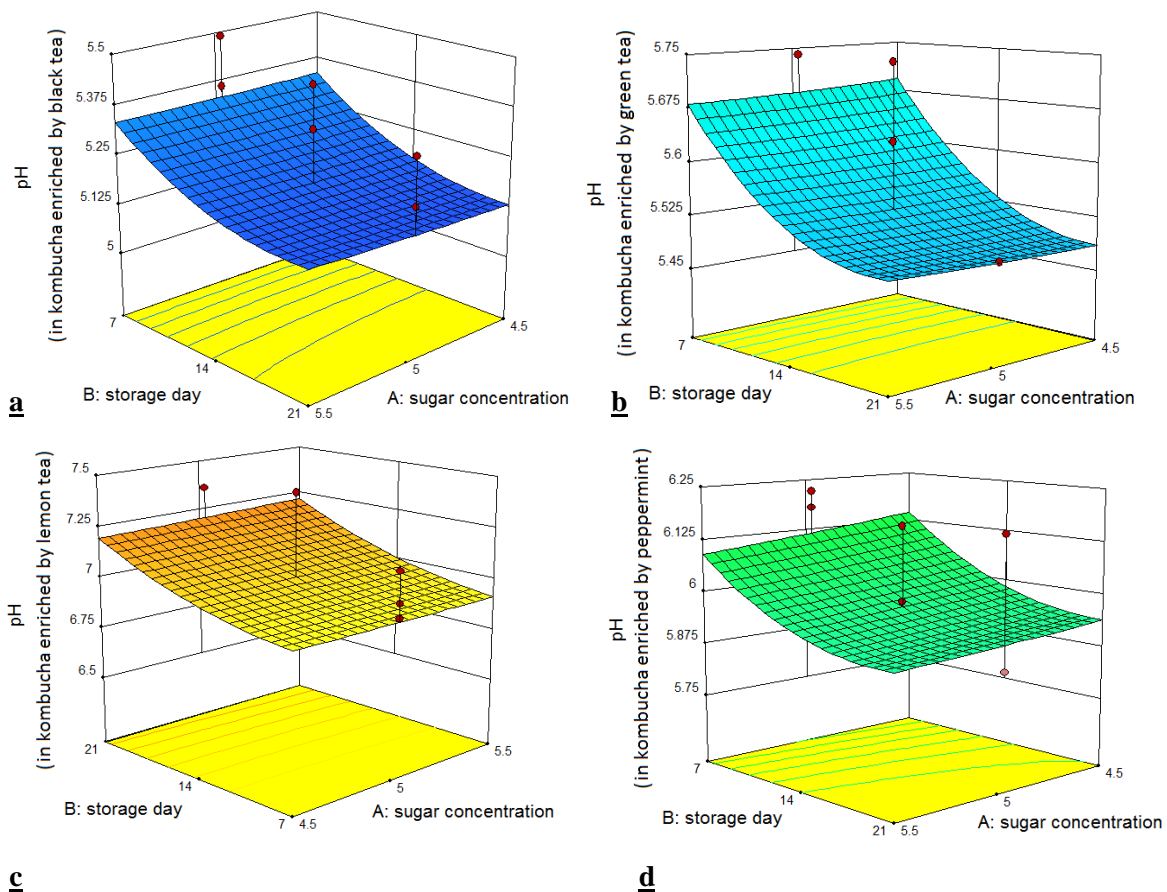 5.5
5.375
5.25
5.125
5
pH
(in kombucha enriched by black tea)
7
14
21
5.5
5
4.5
B: storage day
A: sugar concentration
a
5.75
5.675
5.6
5.525
5.45
pH
(in kombucha enriched by green tea)
7
14
21
5.5
5
4.5
B: storage day
A: sugar concentration
b
7.5
7.25
7
6.75
6.5
pH
(in kombucha enriched by lemon tea)
21
14
7
4.5
5
5.5
B: storage day
A: sugar concentration
c
6.25
6.125
6
5.875
5.75
pH
(in kombucha enriched by peppermint)
7
14
21
5.5
5
4.5
B: storage day
A: sugar concentration
d